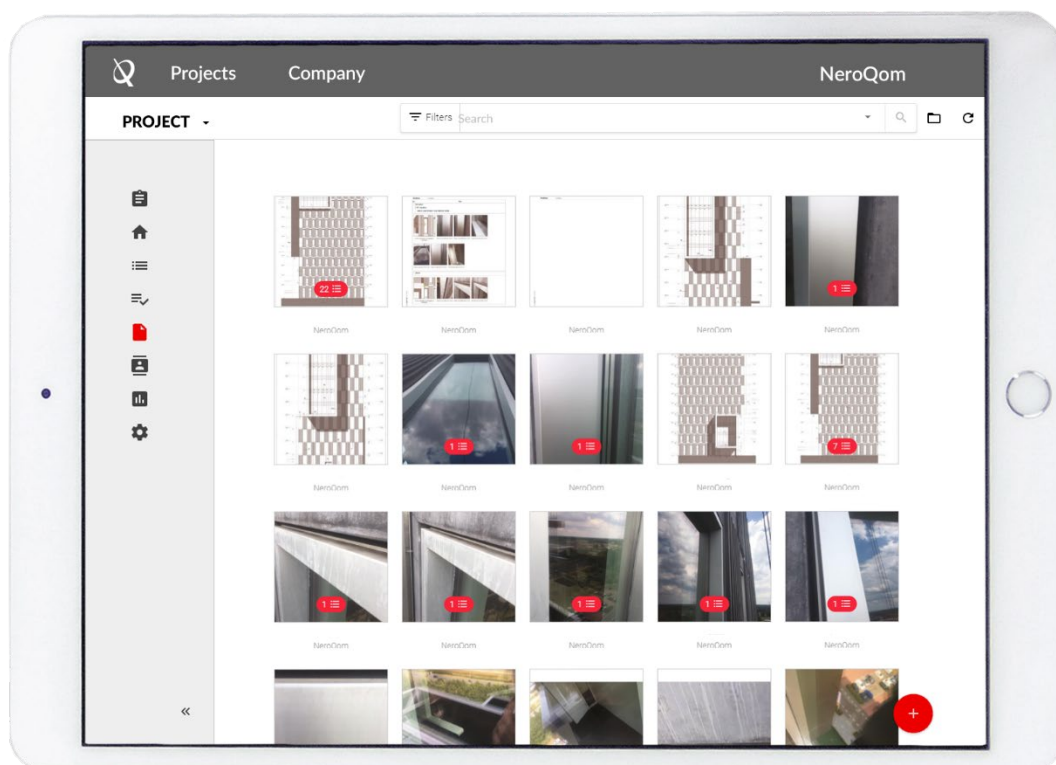 Projects Company NeroQom
PROJECT
Filters Search
22 1
NeroQom NeroQom NeroQom NeroQom NeroQom
1 1 7
NeroQom NeroQom NeroQom NeroQom NeroQom
1 1 1 1 1
NeroQom NeroQom NeroQom NeroQom NeroQom